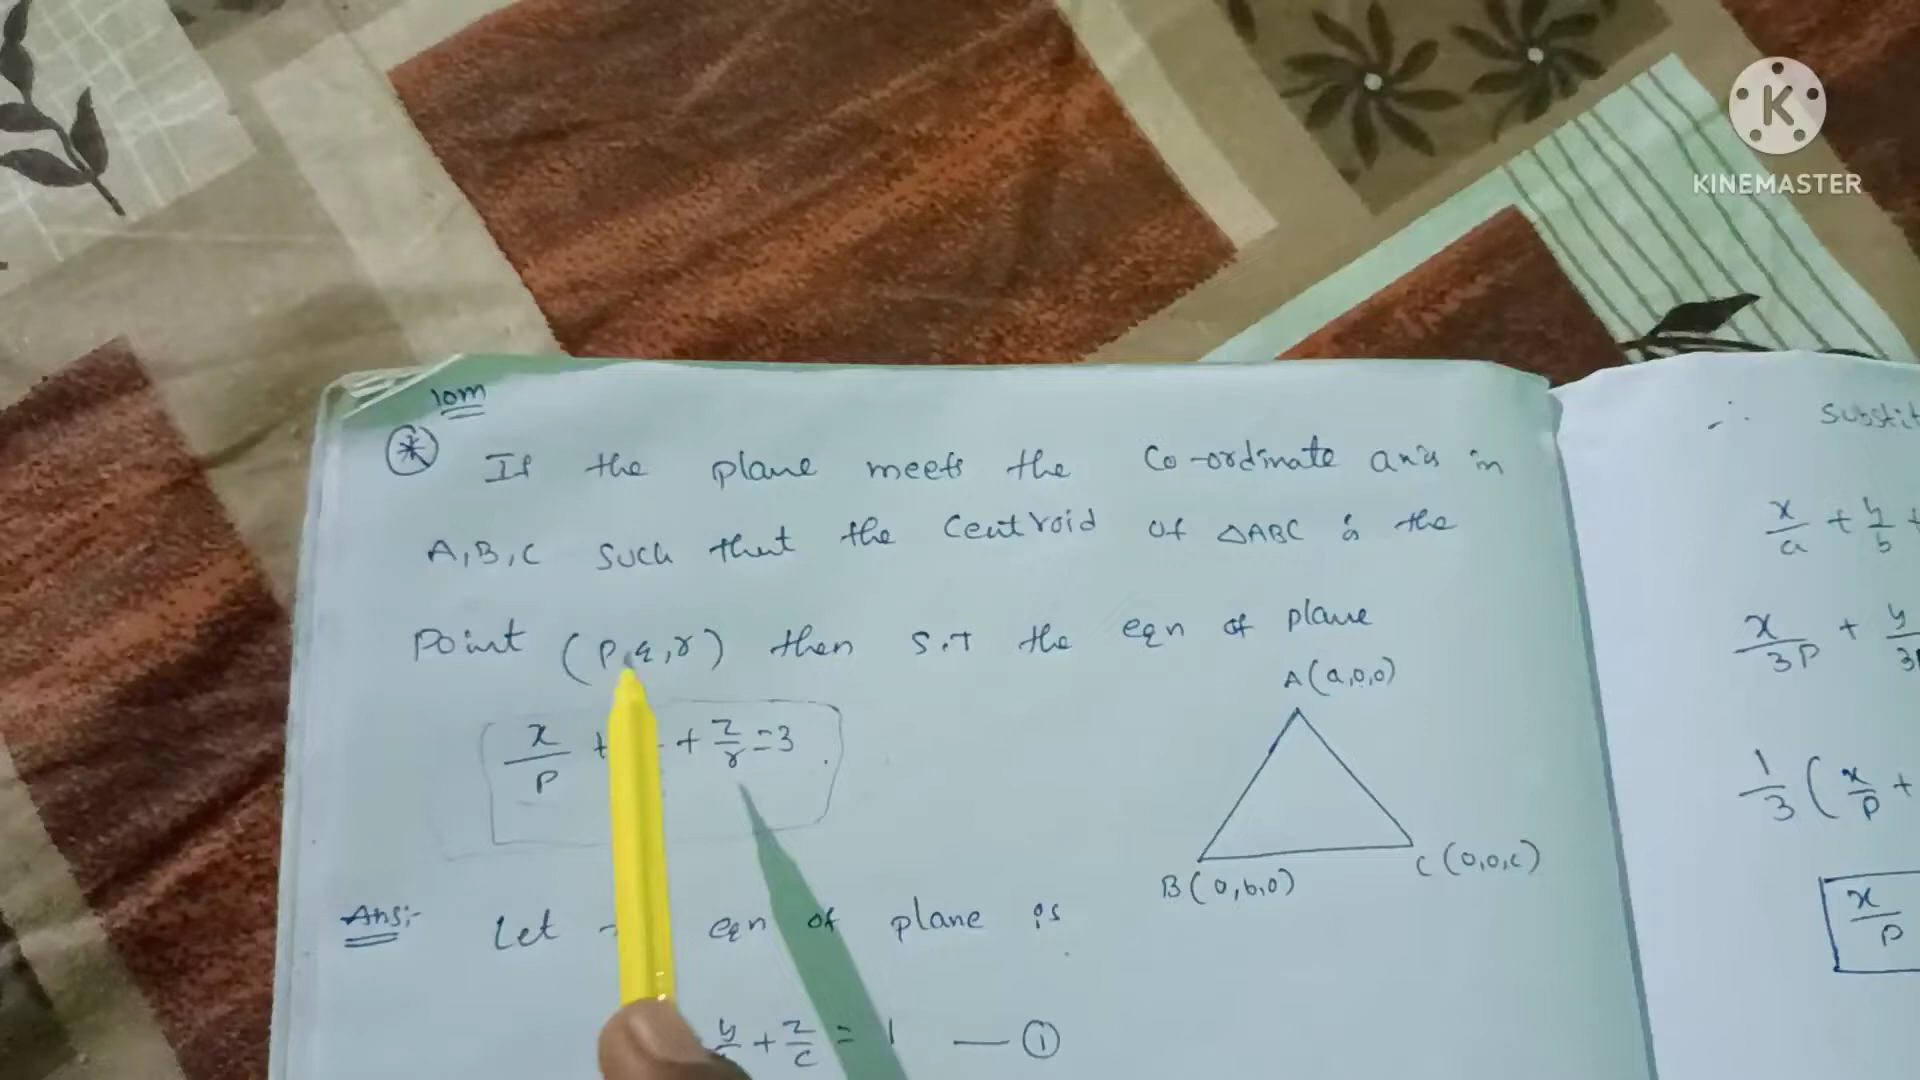 K
KINEMASTER
10m
* If the plane meets the Co-ordinate axis in
A,B,C such that the centroid of △ABC is the
Point (p,q,r) then S.T the eqn of plane
x/p + + z/r = 3.
A(a,0,0)
B(0,b,0)
C(0,0,c)
Ans:- Let eqn of plane is
+ z/c = 1 — ①
∴
x/a + y/b +
x/3p +
1/3 (x/p +
x/p